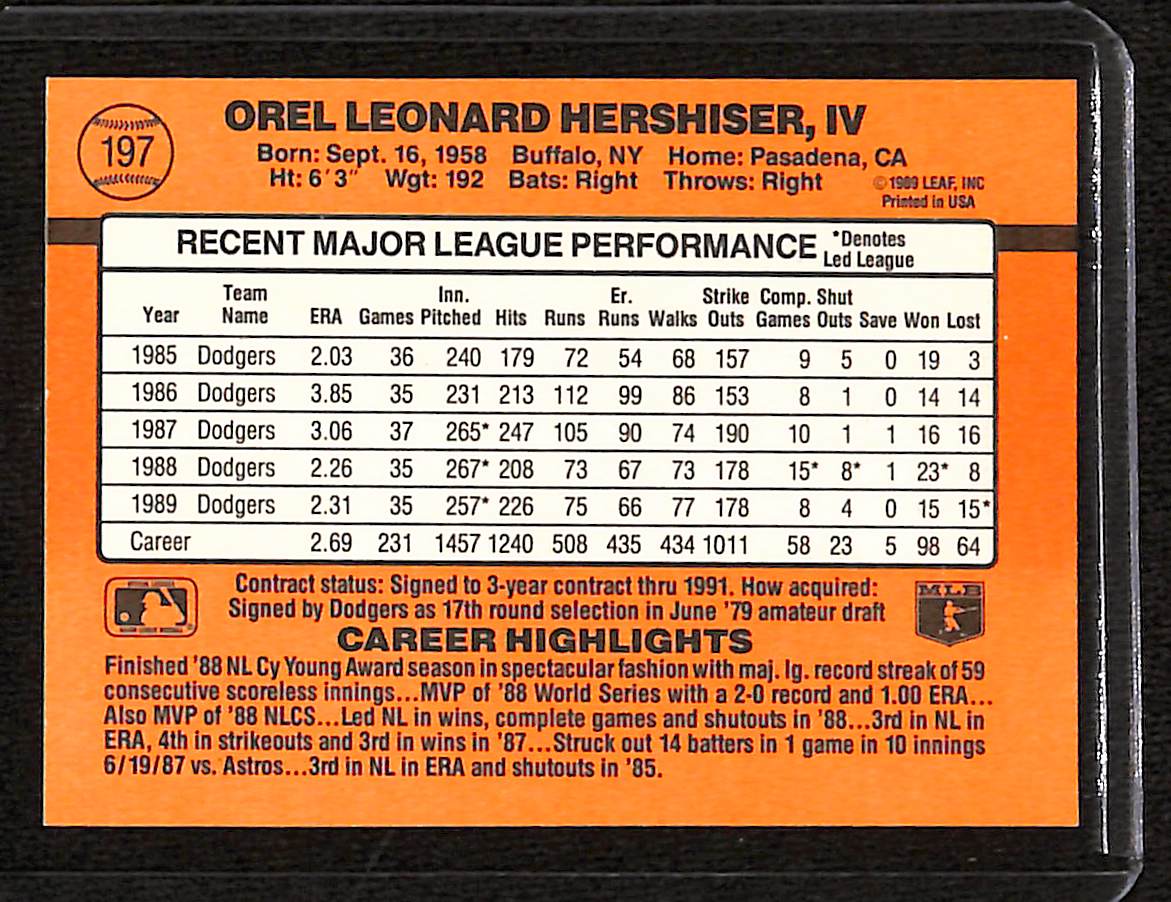 197
OREL LEONARD HERSHISER, IV
Born: Sept. 16, 1958 Buffalo, NY Home: Pasadena, CA
Ht: 6'3" Wgt: 192 Bats: Right Throws: Right
©1989 LEAF, INC
Printed in USA
RECENT MAJOR LEAGUE PERFORMANCE *Denotes Led League
Year Team Name ERA Games Inn. Pitched Hits Runs Er. Runs Walks Strike Outs Comp. Games Shut Outs Save Won Lost
1985 Dodgers 2.03 36 240 179 72 54 68 157 9 5 0 19 3
1986 Dodgers 3.85 35 231 213 112 99 86 153 8 1 0 14 14
1987 Dodgers 3.06 37 265* 247 105 90 74 190 10 1 1 16 16
1988 Dodgers 2.26 35 267* 208 73 67 73 178 15* 8* 1 23* 8
1989 Dodgers 2.31 35 257* 226 75 66 77 178 8 4 0 15 15*
Career 2.69 231 1457 1240 508 435 434 1011 58 23 5 98 64
Contract status: Signed to 3-year contract thru 1991. How acquired:
Signed by Dodgers as 17th round selection in June '79 amateur draft
MLB
CAREER HIGHLIGHTS
Finished '88 NL Cy Young Award season in spectacular fashion with maj. lg. record streak of 59
consecutive scoreless innings...MVP of '88 World Series with a 2-0 record and 1.00 ERA...
Also MVP of '88 NLCS...Led NL in wins, complete games and shutouts in '88...3rd in NL in
ERA, 4th in strikeouts and 3rd in wins in '87...Struck out 14 batters in 1 game in 10 innings
6/19/87 vs. Astros...3rd in NL in ERA and shutouts in '85.